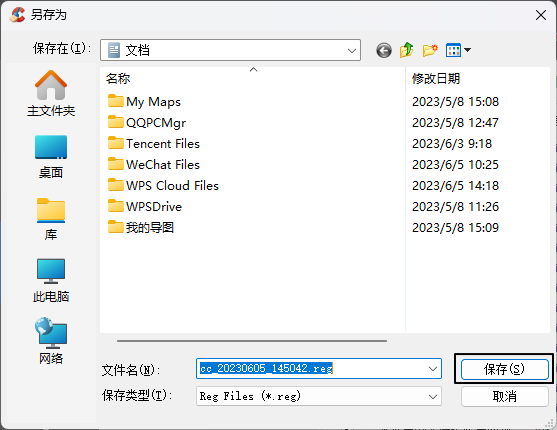 另存为
保存在(I):
文档
名称
修改日期
My Maps
2023/5/8 15:08
QQPCMgr
2023/5/8 12:47
Tencent Files
2023/6/3 9:18
WeChat Files
2023/6/5 10:25
WPS Cloud Files
2023/6/5 14:18
WPSDrive
2023/5/8 11:26
我的导图
2023/5/8 15:09
主文件夹
桌面
库
此电脑
网络
文件名(N):
cc_20230605_145042.reg
保存(S)
保存类型(T):
Reg Files (*.reg)
取消